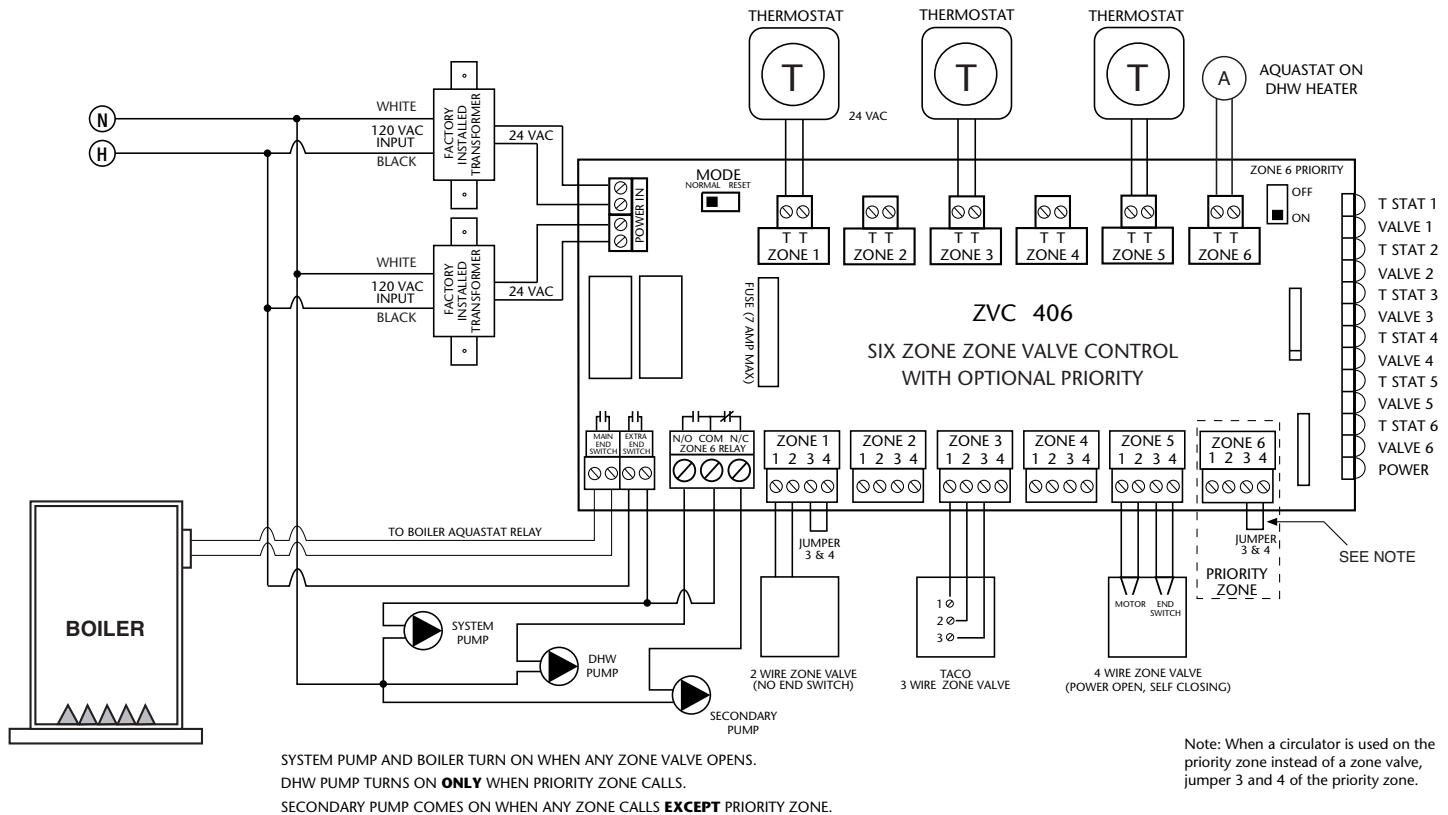 THERMOSTAT
THERMOSTAT
THERMOSTAT
T
T
T
A
AQUASTAT ON
DHW HEATER
24 VAC
N
H
WHITE
120 VAC
INPUT
BLACK
FACTORY
INSTALLED
TRANSFORMER
24 VAC
WHITE
120 VAC
INPUT
BLACK
FACTORY
INSTALLED
TRANSFORMER
24 VAC
POWER IN
MODE
NORMAL RESET
ZONE 6 PRIORITY
OFF
ON
T T
ZONE 1
T T
ZONE 2
T T
ZONE 3
T T
ZONE 4
T T
ZONE 5
T T
ZONE 6
T STAT 1
VALVE 1
T STAT 2
VALVE 2
T STAT 3
VALVE 3
T STAT 4
VALVE 4
T STAT 5
VALVE 5
T STAT 6
VALVE 6
POWER
FUSE (7 AMP MAX)
ZVC 406
SIX ZONE ZONE VALVE CONTROL
WITH OPTIONAL PRIORITY
MAIN
END
SWITCH
EXTRA
END
SWITCH
N/O COM N/C
ZONE 6 RELAY
ZONE 1
1 2 3 4
ZONE 2
1 2 3 4
ZONE 3
1 2 3 4
ZONE 4
1 2 3 4
ZONE 5
1 2 3 4
ZONE 6
1 2 3 4
TO BOILER AQUASTAT RELAY
JUMPER
3 & 4
JUMPER
3 & 4
SEE NOTE
PRIORITY
ZONE
BOILER
SYSTEM
PUMP
DHW
PUMP
SECONDARY
PUMP
1
2
3
MOTOR
END
SWITCH
2 WIRE ZONE VALVE
(NO END SWITCH)
TACO
3 WIRE ZONE VALVE
4 WIRE ZONE VALVE
(POWER OPEN, SELF CLOSING)
SYSTEM PUMP AND BOILER TURN ON WHEN ANY ZONE VALVE OPENS.
DHW PUMP TURNS ON ONLY WHEN PRIORITY ZONE CALLS.
SECONDARY PUMP COMES ON WHEN ANY ZONE CALLS EXCEPT PRIORITY ZONE.
Note: When a circulator is used on the
priority zone instead of a zone valve,
jumper 3 and 4 of the priority zone.